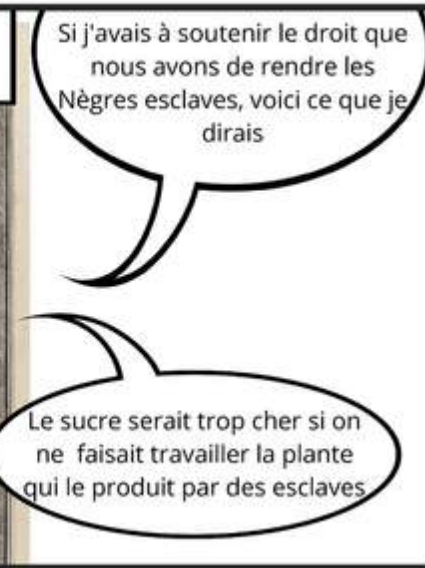 Si j'avais à soutenir le droit que
nous avons de rendre les
Nègres esclaves, voici ce que je
dirais
Le sucre serait trop cher si on
ne faisait travailler la plante
qui le produit par des esclaves